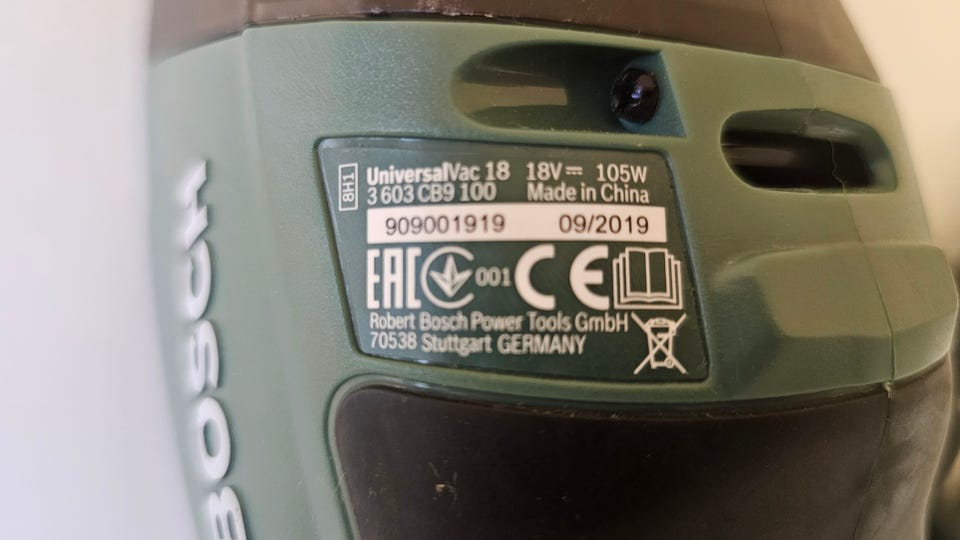 BOSCH
8H1
UniversalVac 18 18V⎓ 105W
3 603 CB9 100 Made in China
909001919 09/2019
EAC 001 CE
Robert Bosch Power Tools GmbH
70538 Stuttgart GERMANY